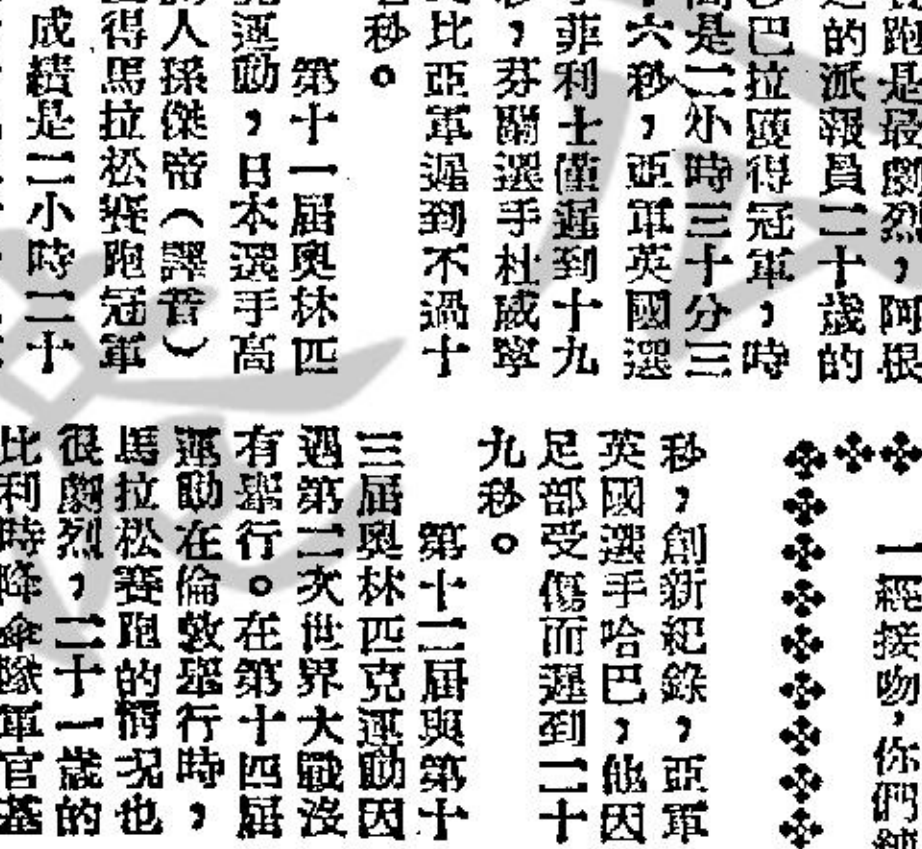 跑是最劇烈，阿根
的派報員二十歲的
巴拉獲得冠軍，時
是二小時三十分三
六秒，亞軍英國選
菲利士僅遲到十九
，芬蘭選手杜威寧
比亞軍遲到不過十
秒。
第十一屆奥林匹
運動，日本選手高
人孫傑帝（譯音）
得馬拉松賽跑冠軍
成績是二小時二十
秒，創新紀錄，亞軍
英國選手哈巴，他因
足部受傷而遲到二十
九秒。
第十二屆與第十
三屆奥林匹克運動因
遇第二次世界大戰沒
有舉行。在第十四屆
運動在倫敦舉行時，
馬拉松賽跑的情况也
很劇烈，二十一歲的
比利時降傘隊軍官基
一經接吻，你們